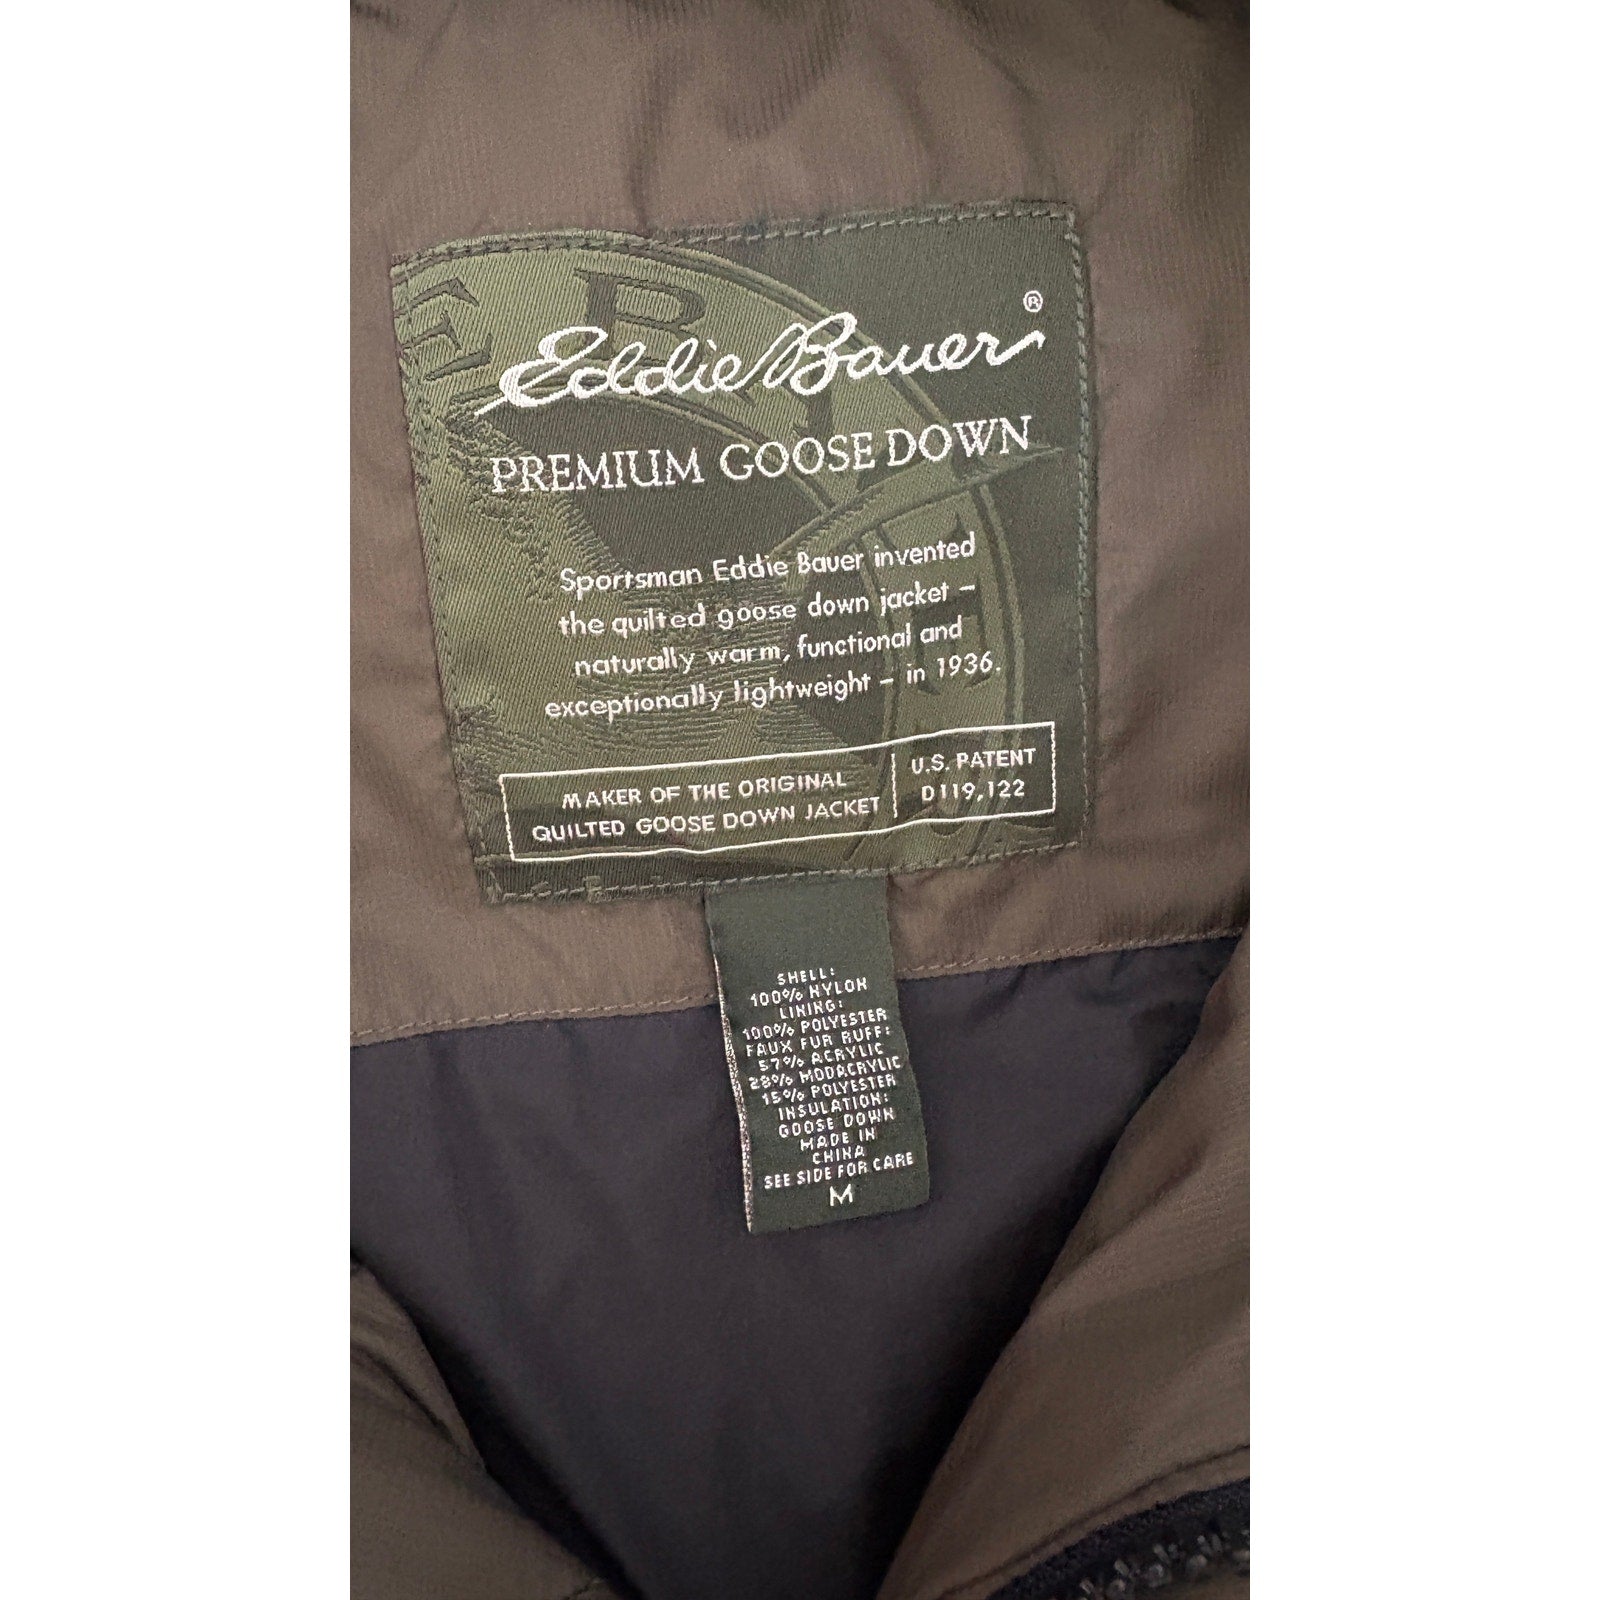 Eddie Bauer ®
PREMIUM GOOSE DOWN
Sportsman Eddie Bauer invented
the quilted goose down jacket –
naturally warm, functional and
exceptionally lightweight – in 1936.
MAKER OF THE ORIGINAL
QUILTED GOOSE DOWN JACKET
U.S. PATENT
D119,122
SHELL:
100% NYLON
LINING:
100% POLYESTER
FAUX FUR RUFF:
57% ACRYLIC
28% MODACRYLIC
15% POLYESTER
INSULATION:
GOOSE DOWN
MADE IN
CHINA
SEE SIDE FOR CARE
M